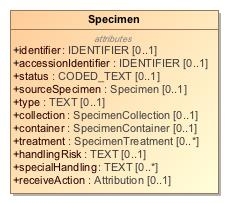 Specimen
attributes
+identifier : IDENTIFIER [0..1]
+accessionIdentifier : IDENTIFIER [0..1]
+status : CODED_TEXT [0..1]
+sourceSpecimen : Specimen [0..1]
+type : TEXT [0..1]
+collection : SpecimenCollection [0..1]
+container : SpecimenContainer [0..1]
+treatment : SpecimenTreatment [0..*]
+handlingRisk : TEXT [0..1]
+specialHandling : TEXT [0..*]
+receiveAction : Attribution [0..1]